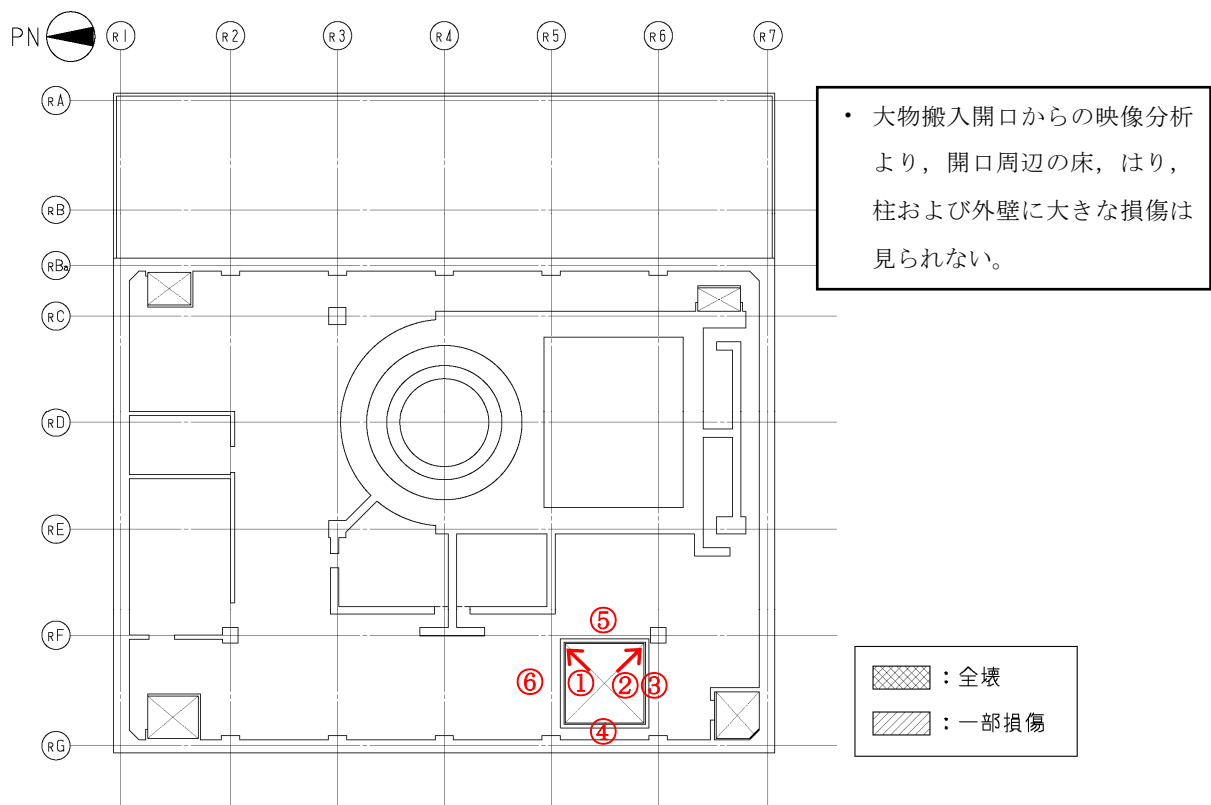 PN
R1 R2 R3 R4 R5 R6 R7
RA
RB
RBa
RC
RD
RE
RF
RG
・ 大物搬入開口からの映像分析
より，開口周辺の床，はり，
柱および外壁に大きな損傷は
見られない。
⑤
⑥ ① ② ③
④
：全壊
：一部損傷